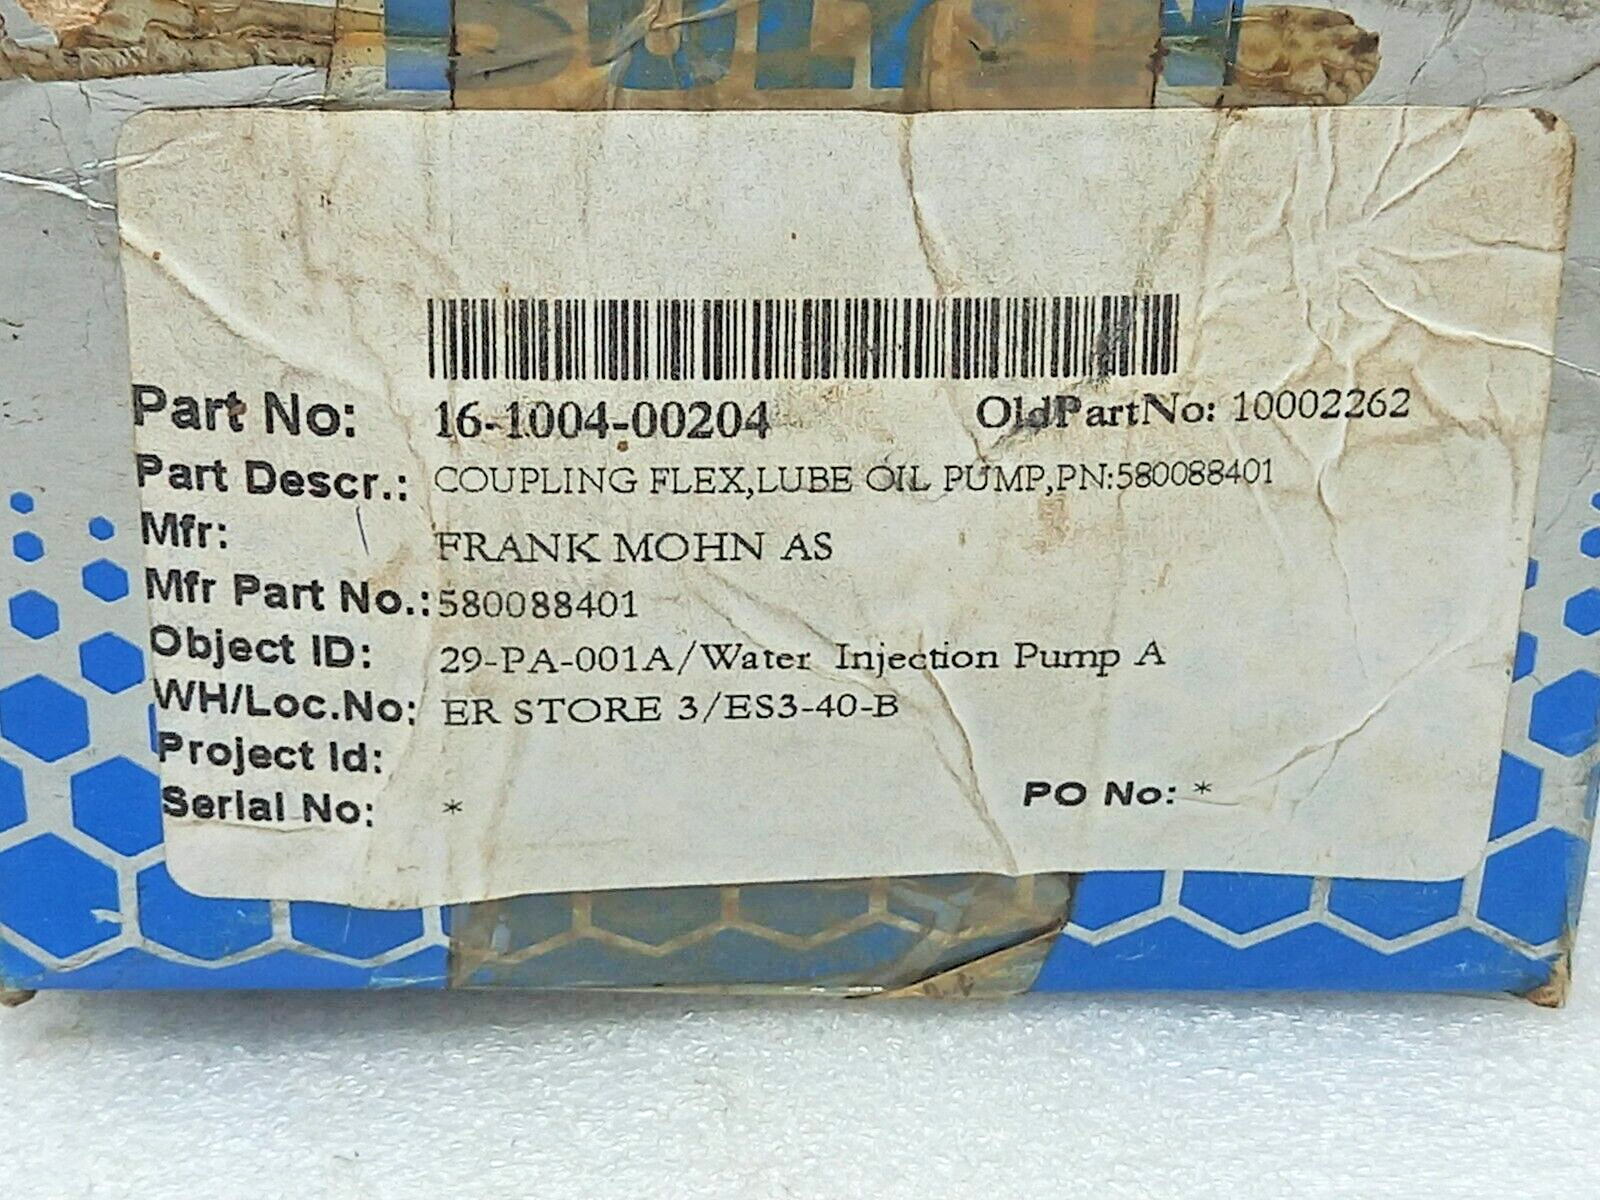 Part No: 16-1004-00204 OldPartNo: 10002262
Part Descr.: COUPLING FLEX,LUBE OIL PUMP,PN:580088401
Mfr: FRANK MOHN AS
Mfr Part No.: 580088401
Object ID: 29-PA-001A/Water Injection Pump A
WH/Loc.No: ER STORE 3/ES3-40-B
Project Id:
Serial No: * PO No: *